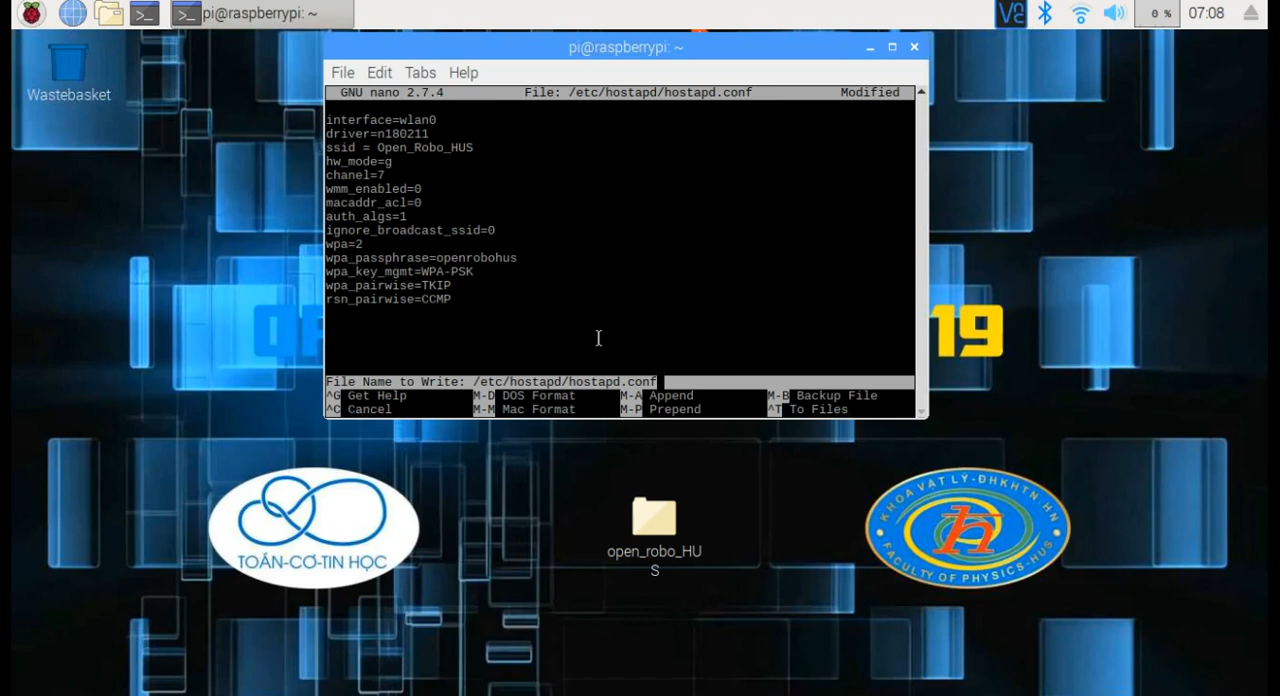 pi@raspberrypi: ~
V2
0 %
07:08
Wastebasket
pi@raspberrypi: ~
File Edit Tabs Help
GNU nano 2.7.4 File: /etc/hostapd/hostapd.conf Modified
interface=wlan0
driver=n180211
ssid = Open_Robo_HUS
hw_mode=g
chanel=7
wmm_enabled=0
macaddr_acl=0
auth_algs=1
ignore_broadcast_ssid=0
wpa=2
wpa_passphrase=openrobohus
wpa_key_mgmt=WPA-PSK
wpa_pairwise=TKIP
rsn_pairwise=CCMP
File Name to Write: /etc/hostapd/hostapd.conf
^G Get Help M-D DOS Format M-A Append M-B Backup File
^C Cancel M-M Mac Format M-P Prepend ^T To Files
19
TOÁN-CƠ-TIN HỌC
open_robo_HU
S
KHOA VẬT LÝ-ĐHKHTN.HN
FACULTY OF PHYSICS-HUS